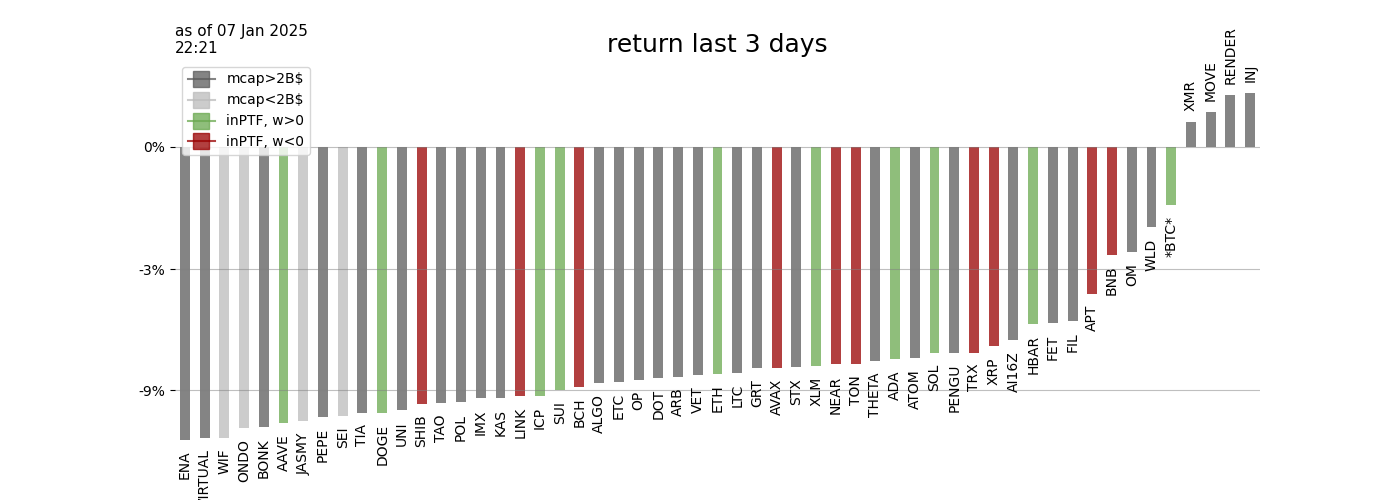 as of 07 Jan 2025
22:21
return last 3 days
mcap>2B$
mcap<2B$
inPTF, w>0
inPTF, w<0
0%
-3%
-9%
ENA
VIRTUAL
WIF
ONDO
BONK
AAVE
JASMY
PEPE
SEI
TIA
DOGE
UNI
SHIB
TAO
POL
IMX
KAS
LINK
ICP
SUI
BCH
ALGO
ETC
OP
DOT
ARB
VET
ETH
LTC
GRT
AVAX
STX
XLM
NEAR
TON
THETA
ADA
ATOM
SOL
PENGU
TRX
XRP
AI16Z
HBAR
FET
FIL
APT
BNB
OM
WLD
*BTC*
XMR
MOVE
RENDER
INJ